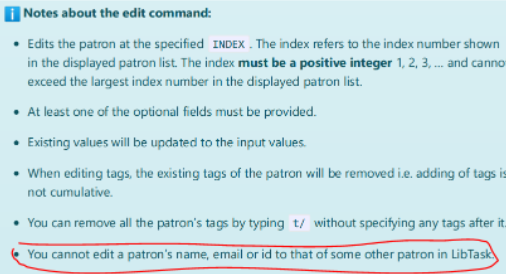 Notes about the edit command:
• Edits the patron at the specified INDEX . The index refers to the index number shown
in the displayed patron list. The index must be a positive integer 1, 2, 3, … and canno
exceed the largest index number in the displayed patron list.
• At least one of the optional fields must be provided.
• Existing values will be updated to the input values.
• When editing tags, the existing tags of the patron will be removed i.e. adding of tags is
not cumulative.
• You can remove all the patron's tags by typing t/ without specifying any tags after it.
• You cannot edit a patron's name, email or id to that of some other patron in LibTask.